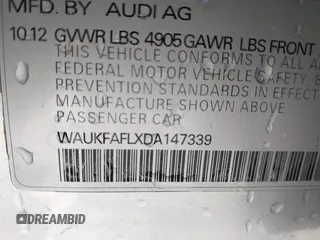 MFD. BY AUDI AG
10.12 GVWR LBS 4905 GAWR LBS FRONT
THIS VEHICLE CONFORMS TO ALL A
FEDERAL MOTOR VEHICLE SAFETY
PREVENTION STANDARDS IN EFFECT
MANUFACTURE SHOWN ABOVE
PASSENGER CAR
WAUKFAFLXDA147339
DREAMBID